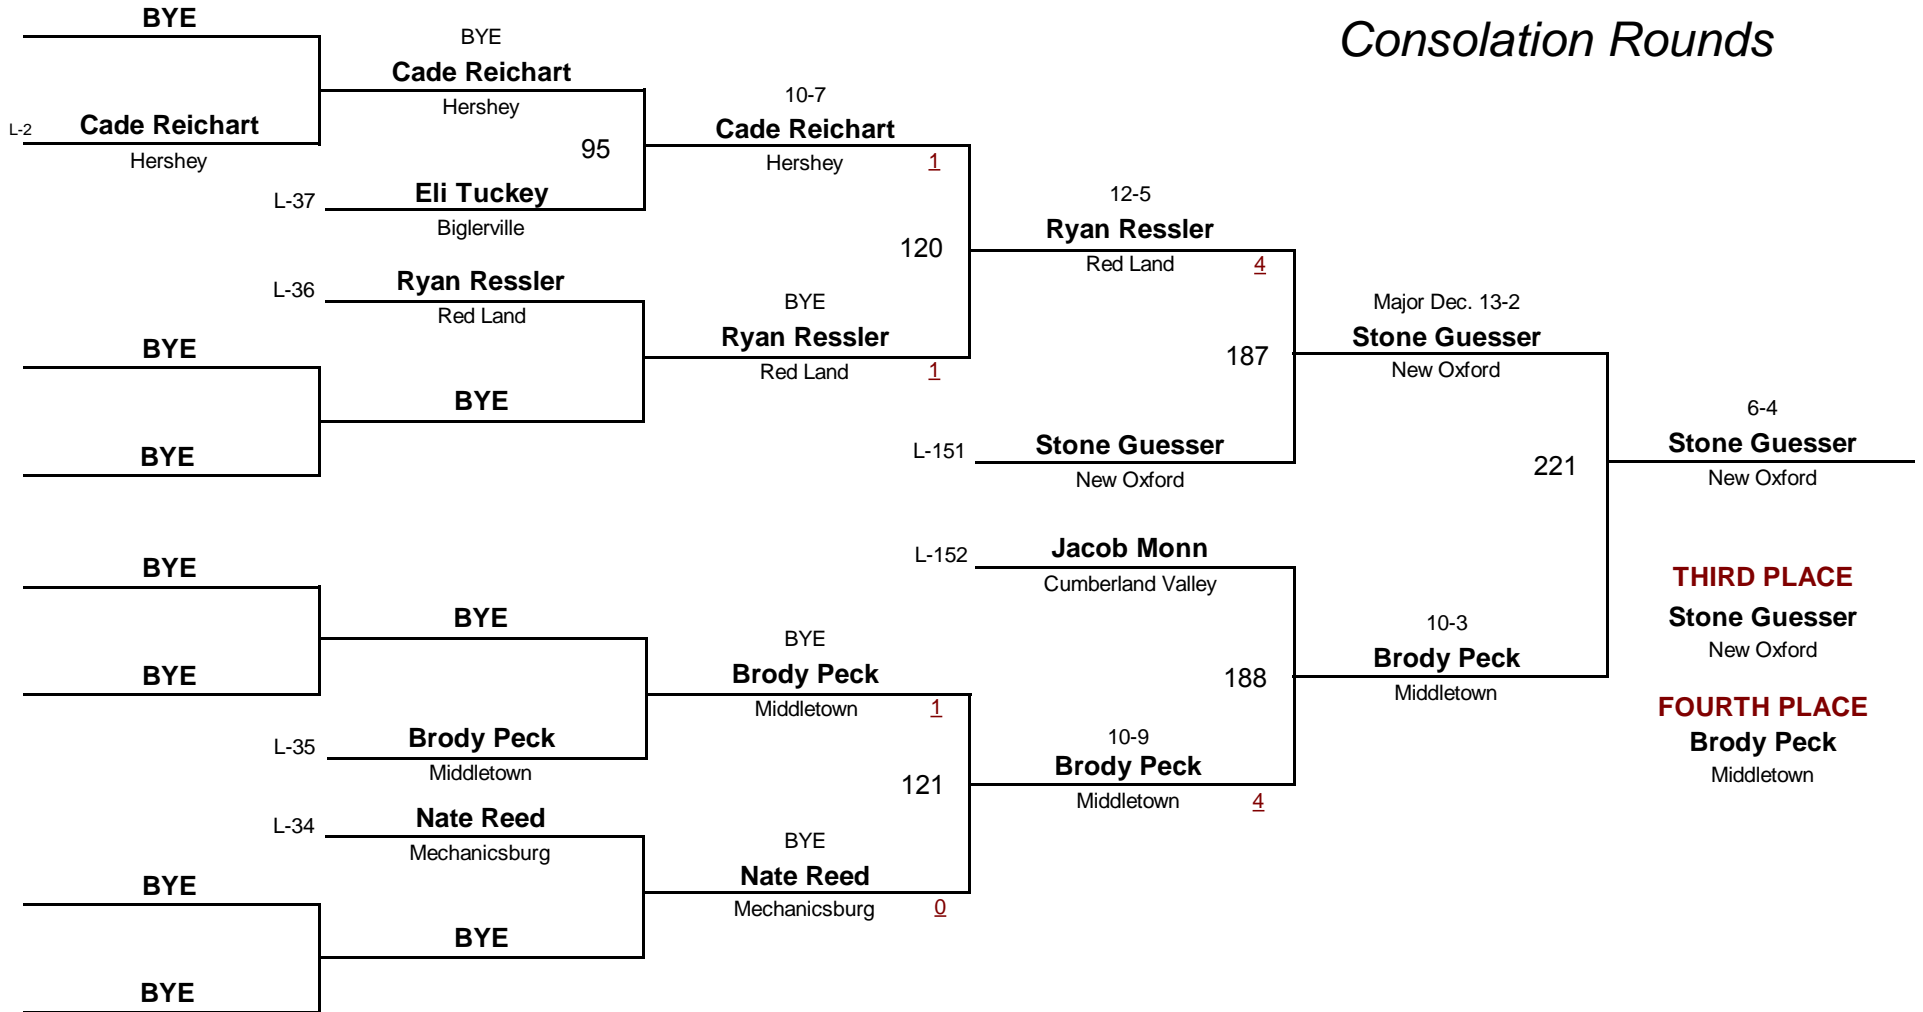 Consolation Rounds
BYE
L-2 Cade Reichart
Hershey
BYE
BYE
BYE
BYE
BYE
BYE
BYE
Cade Reichart
Hershey
95
L-37 Eli Tuckey
Biglerville
L-36 Ryan Ressler
Red Land
BYE
BYE
L-35 Brody Peck
Middletown
L-34 Nate Reed
Mechanicsburg
BYE
10-7
Cade Reichart
Hershey 1
120
BYE
Ryan Ressler
Red Land 1
BYE
Brody Peck
Middletown 1
121
BYE
Nate Reed
Mechanicsburg 0
12-5
Ryan Ressler
Red Land 4
187
L-151 Stone Guesser
New Oxford
L-152 Jacob Monn
Cumberland Valley
188
10-9
Brody Peck
Middletown 4
Major Dec. 13-2
Stone Guesser
New Oxford
221
10-3
Brody Peck
Middletown
6-4
Stone Guesser
New Oxford
THIRD PLACE
Stone Guesser
New Oxford
FOURTH PLACE
Brody Peck
Middletown